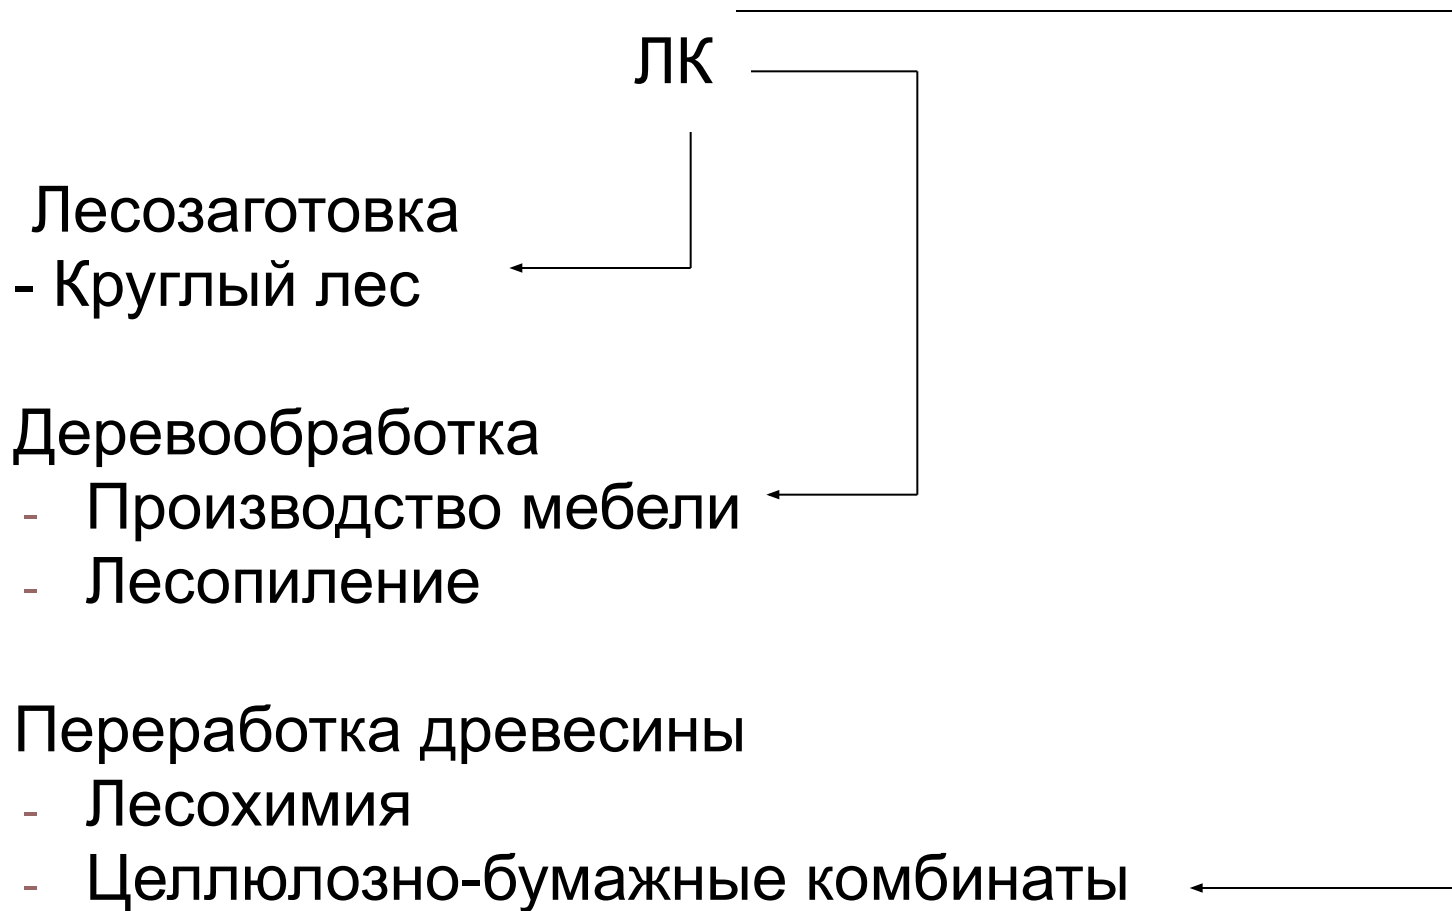 ЛК
Лесозаготовка
- Круглый лес
Деревообработка
- Производство мебели
- Лесопиление
Переработка древесины
- Лесохимия
- Целлюлозно-бумажные комбинаты